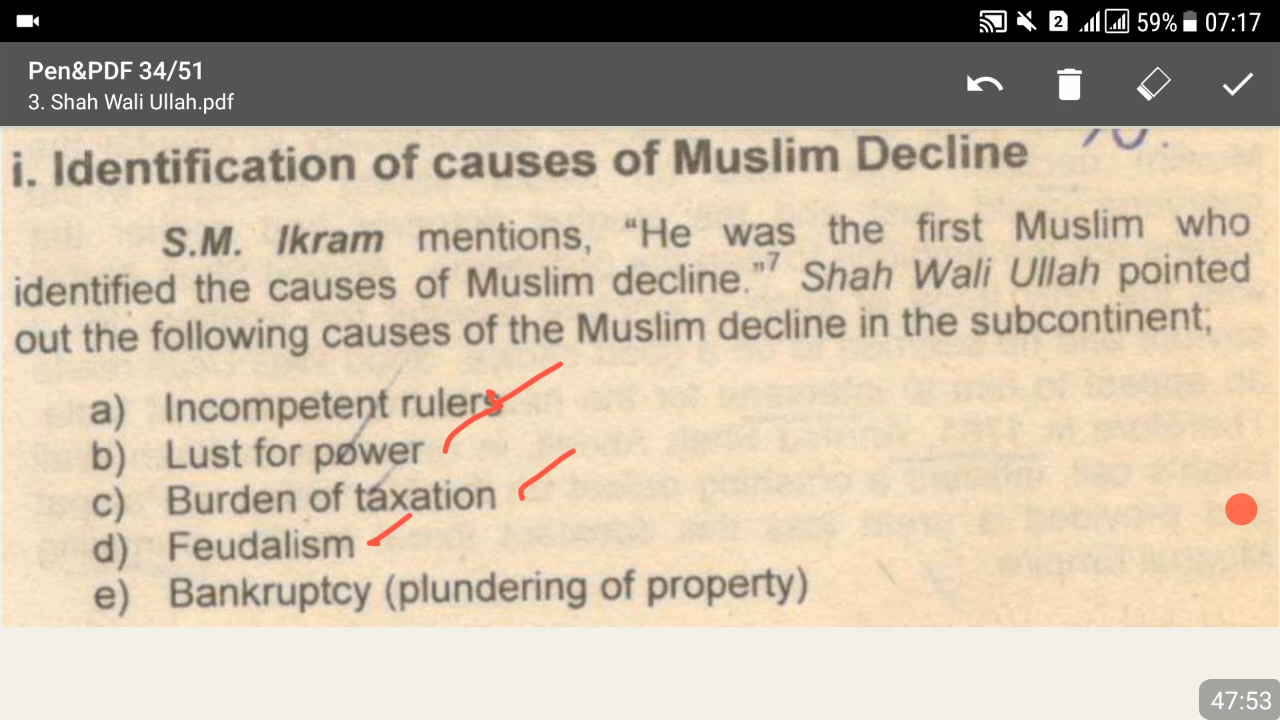 2 59% 07:17
Pen&PDF 34/51
3. Shah Wali Ullah.pdf
i. Identification of causes of Muslim Decline
S.M. Ikram mentions, “He was the first Muslim who
identified the causes of Muslim decline.”7 Shah Wali Ullah pointed
out the following causes of the Muslim decline in the subcontinent;
a) Incompetent rulers
b) Lust for power
c) Burden of taxation
d) Feudalism
e) Bankruptcy (plundering of property)
47:53